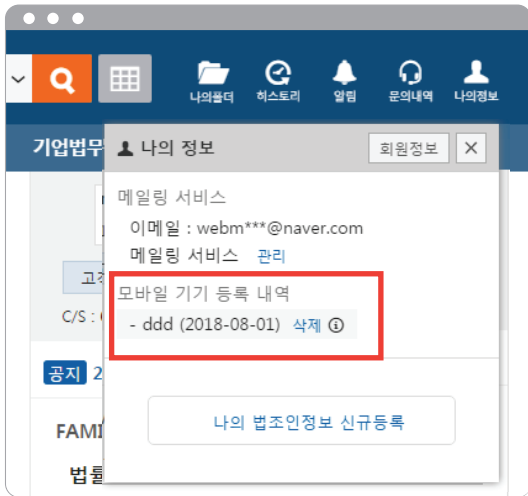 나의폴더 히스토리 알림 문의내역 나의정보
기업법무
나의 정보 회원정보
메일링 서비스
이메일 : webm***@naver.com
메일링 서비스 관리
모바일 기기 등록 내역
- ddd (2018-08-01) 삭제
C/S :
공지 2
나의 법조인정보 신규등록
FAMI
법률